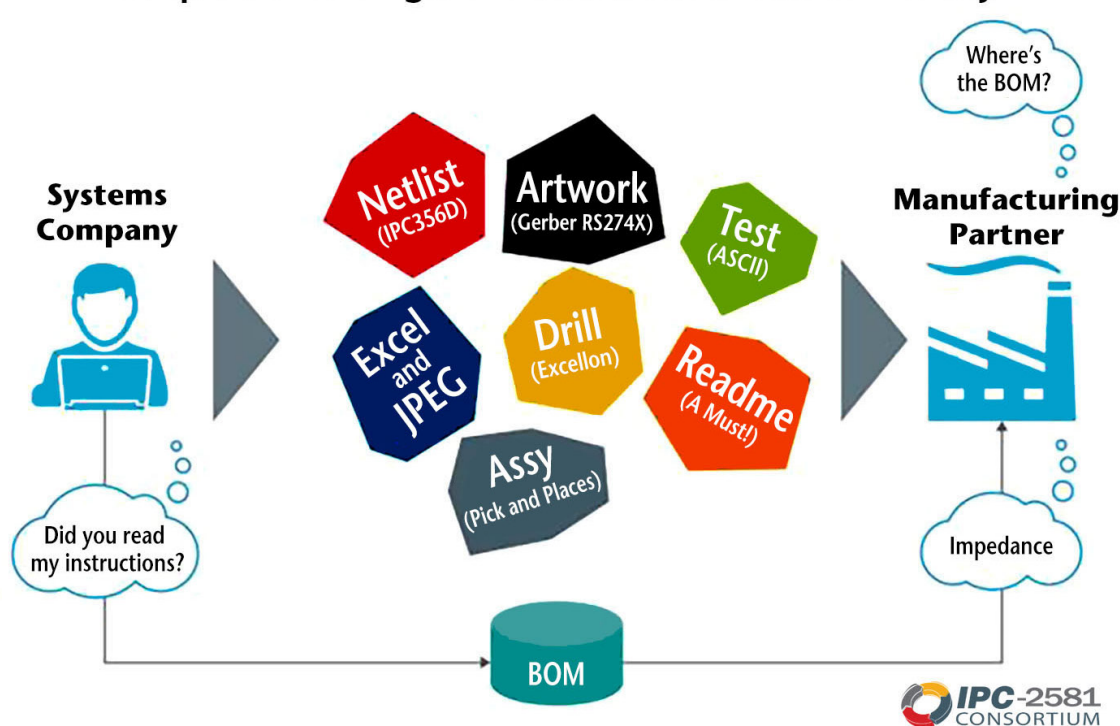 Where's
the BOM?
Systems
Company
Netlist
(IPC356D)
Artwork
(Gerber RS274X)
Test
(ASCII)
Manufacturing
Partner
Excel
and
JPEG
Drill
(Excellon)
Readme
(A Must!)
Assy
(Pick and Places)
Did you read
my instructions?
Impedance
BOM
IPC-2581
CONSORTIUM